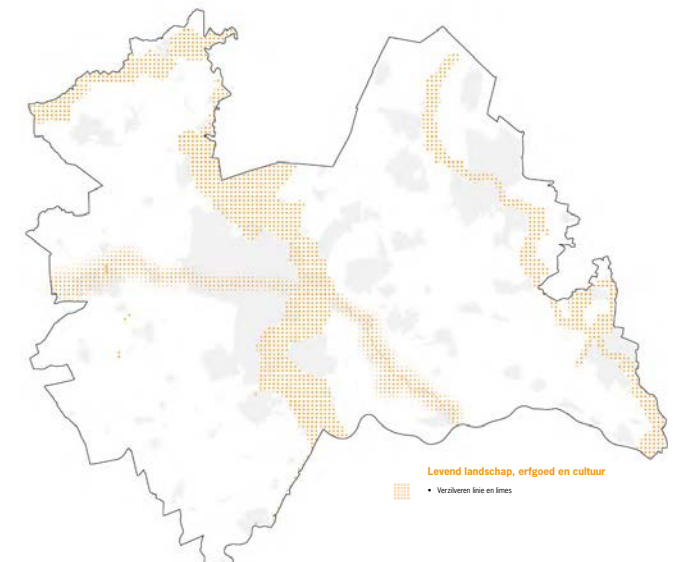 Levend landschap, erfgoed en cultuur
• Verzilveren linie en limes